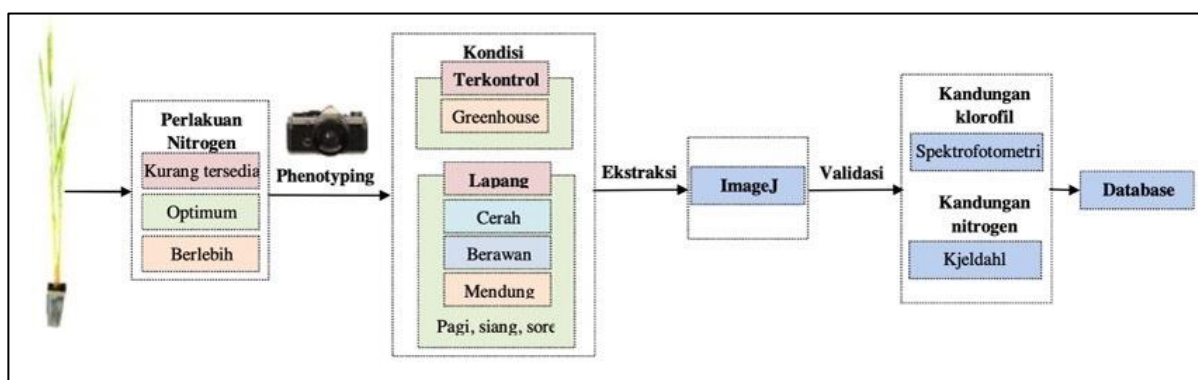 Perlakuan
Nitrogen
Kurang tersedia
Optimum
Berlebih
Phenotyping
Kondisi
Terkontrol
Greenhouse
Lapang
Cerah
Berawan
Mendung
Pagi, siang, sore
Ekstraksi
ImageJ
Validasi
Kandungan
klorofil
Spektrofotometri
Kandungan
nitrogen
Kjeldahl
Database